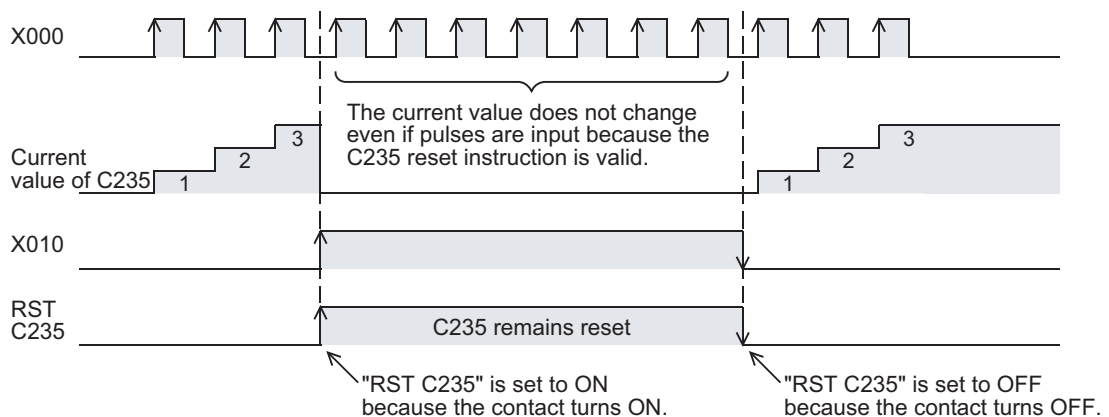 X000
The current value does not change
even if pulses are input because the
C235 reset instruction is valid.
Current
value of C235
1
2
3
1
2
3
X010
RST
C235
C235 remains reset
"RST C235" is set to ON
because the contact turns ON.
"RST C235" is set to OFF
because the contact turns OFF.